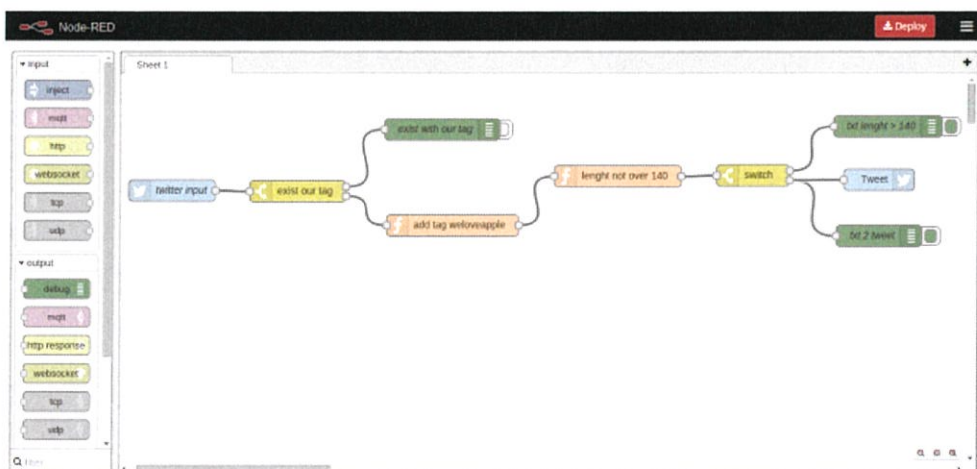 Node-RED
Deploy
input
inject
mqtt
http
websocket
tcp
udp
output
debug
mqtt
http response
websocket
tcp
udp
Sheet 1
twitter input
exist our tag
exist with our tag
add tag weloveapple
lenght not over 140
switch
txt lenght > 140
Tweet
txt 2 tweet